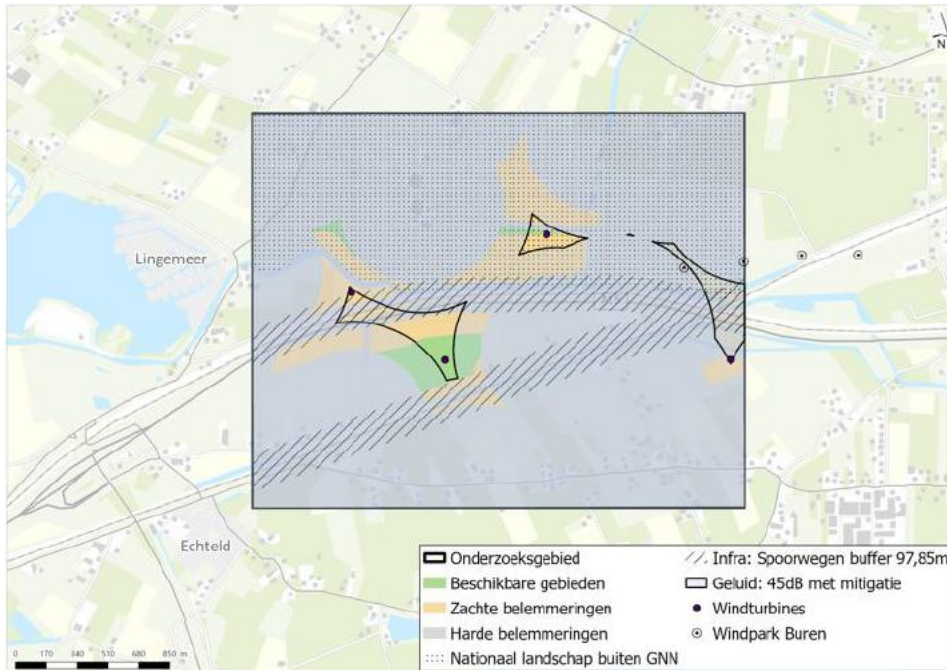 N
Lingemeer
Echteld
Onderzoeksgebied
Beschikbare gebieden
Zachte belemmeringen
Harde belemmeringen
Nationaal landschap buiten GNN
Infra: Spoorwegen buffer 97,85m
Geluid: 45dB met mitigatie
Windturbines
Windpark Buren
0 170 340 510 680 850 m